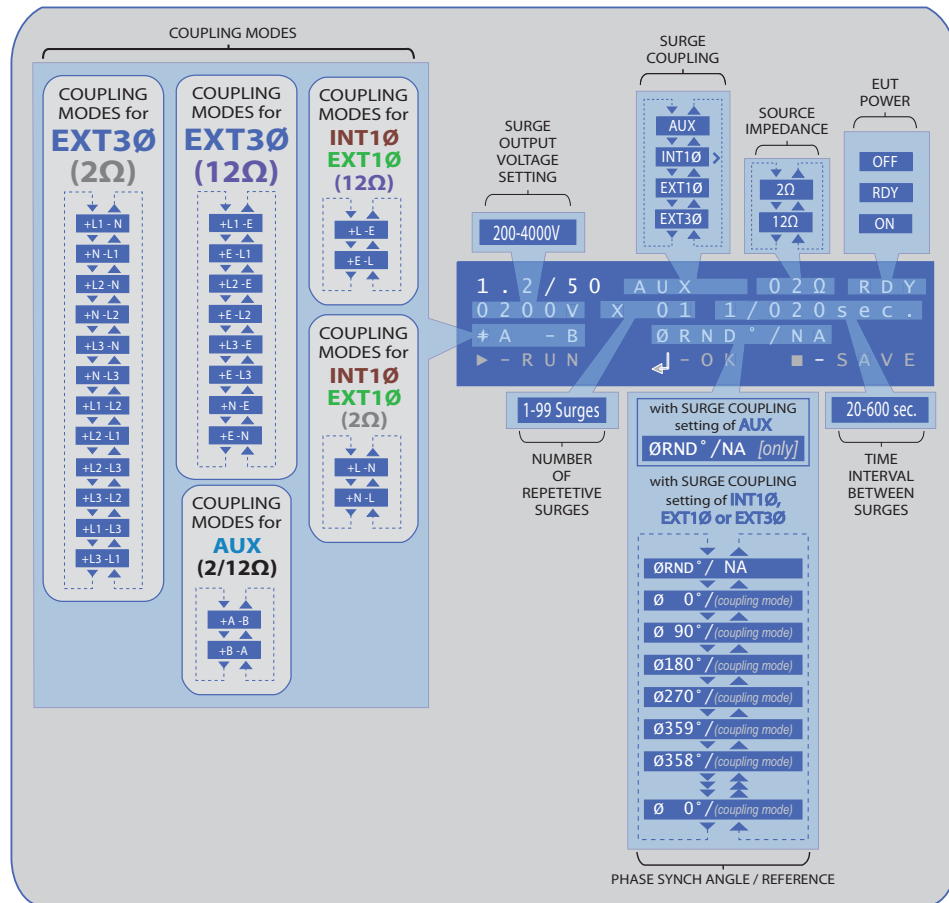 COUPLING MODES
COUPLING
MODES for
EXT3Ø
(2Ω)
+L1 - N
+N -L1
+L2 -N
+N -L2
+L3 -N
+N -L3
+L1 -L2
+L2 -L1
+L2 -L3
+L3 -L2
+L1 -L3
+L3 -L1
COUPLING
MODES for
EXT3Ø
(12Ω)
+L1 -E
+E -L1
+L2 -E
+E -L2
+L3 -E
+E -L3
+N -E
+E -N
COUPLING
MODES for
AUX
(2/12Ω)
+A -B
+B -A
COUPLING
MODES for
INT1Ø
EXT1Ø
(12Ω)
+L -E
+E -L
COUPLING
MODES for
INT1Ø
EXT1Ø
(2Ω)
+L -N
+N -L
SURGE
OUTPUT
VOLTAGE
SETTING
200-4000V
SURGE
COUPLING
AUX
INT1Ø
EXT1Ø
EXT3Ø
SOURCE
IMPEDANCE
2Ω
12Ω
EUT
POWER
OFF
RDY
ON
1.2/50 AUX 02Ω RDY
0200V X 01 1/020sec.
+A -B ØRND°/NA
▶-RUN ↲-OK ■-SAVE
1-99 Surges
NUMBER
OF
REPETETIVE
SURGES
with SURGE COUPLING
setting of AUX
ØRND°/NA [only]
with SURGE COUPLING
setting of INT1Ø,
EXT1Ø or EXT3Ø
ØRND°/ NA
Ø 0°/(coupling mode)
Ø 90°/(coupling mode)
Ø180°/(coupling mode)
Ø270°/(coupling mode)
Ø359°/(coupling mode)
Ø358°/(coupling mode)
Ø 0°/(coupling mode)
PHASE SYNCH ANGLE / REFERENCE
20-600 sec.
TIME
INTERVAL
BETWEEN
SURGES